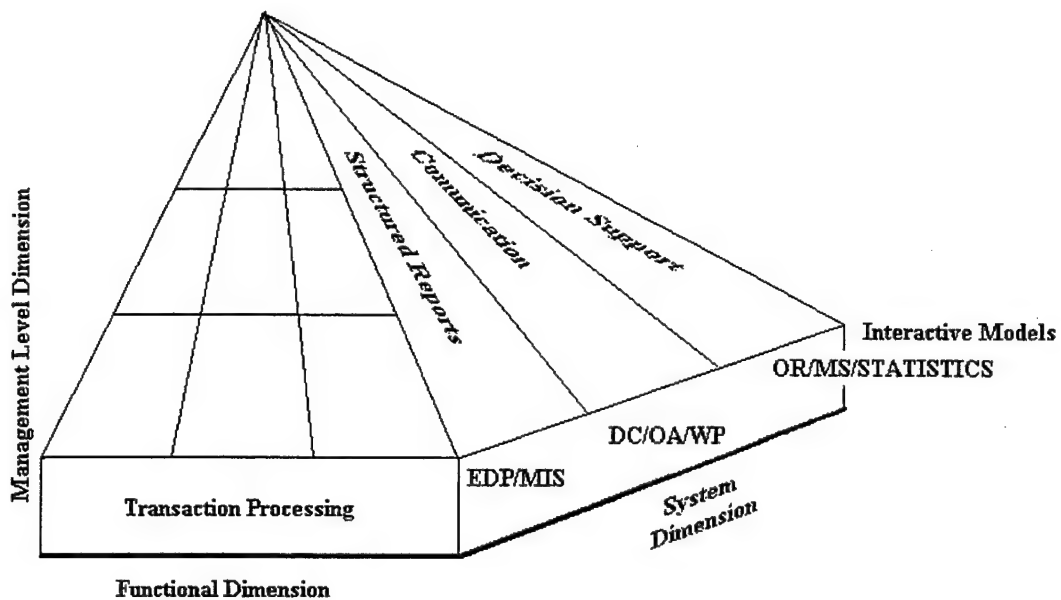 Management Level Dimension
Structured Reports
Communication
Decision Support
Interactive Models
OR/MS/STATISTICS
DC/OA/WP
EDP/MIS
Transaction Processing
System
Dimension
Functional Dimension